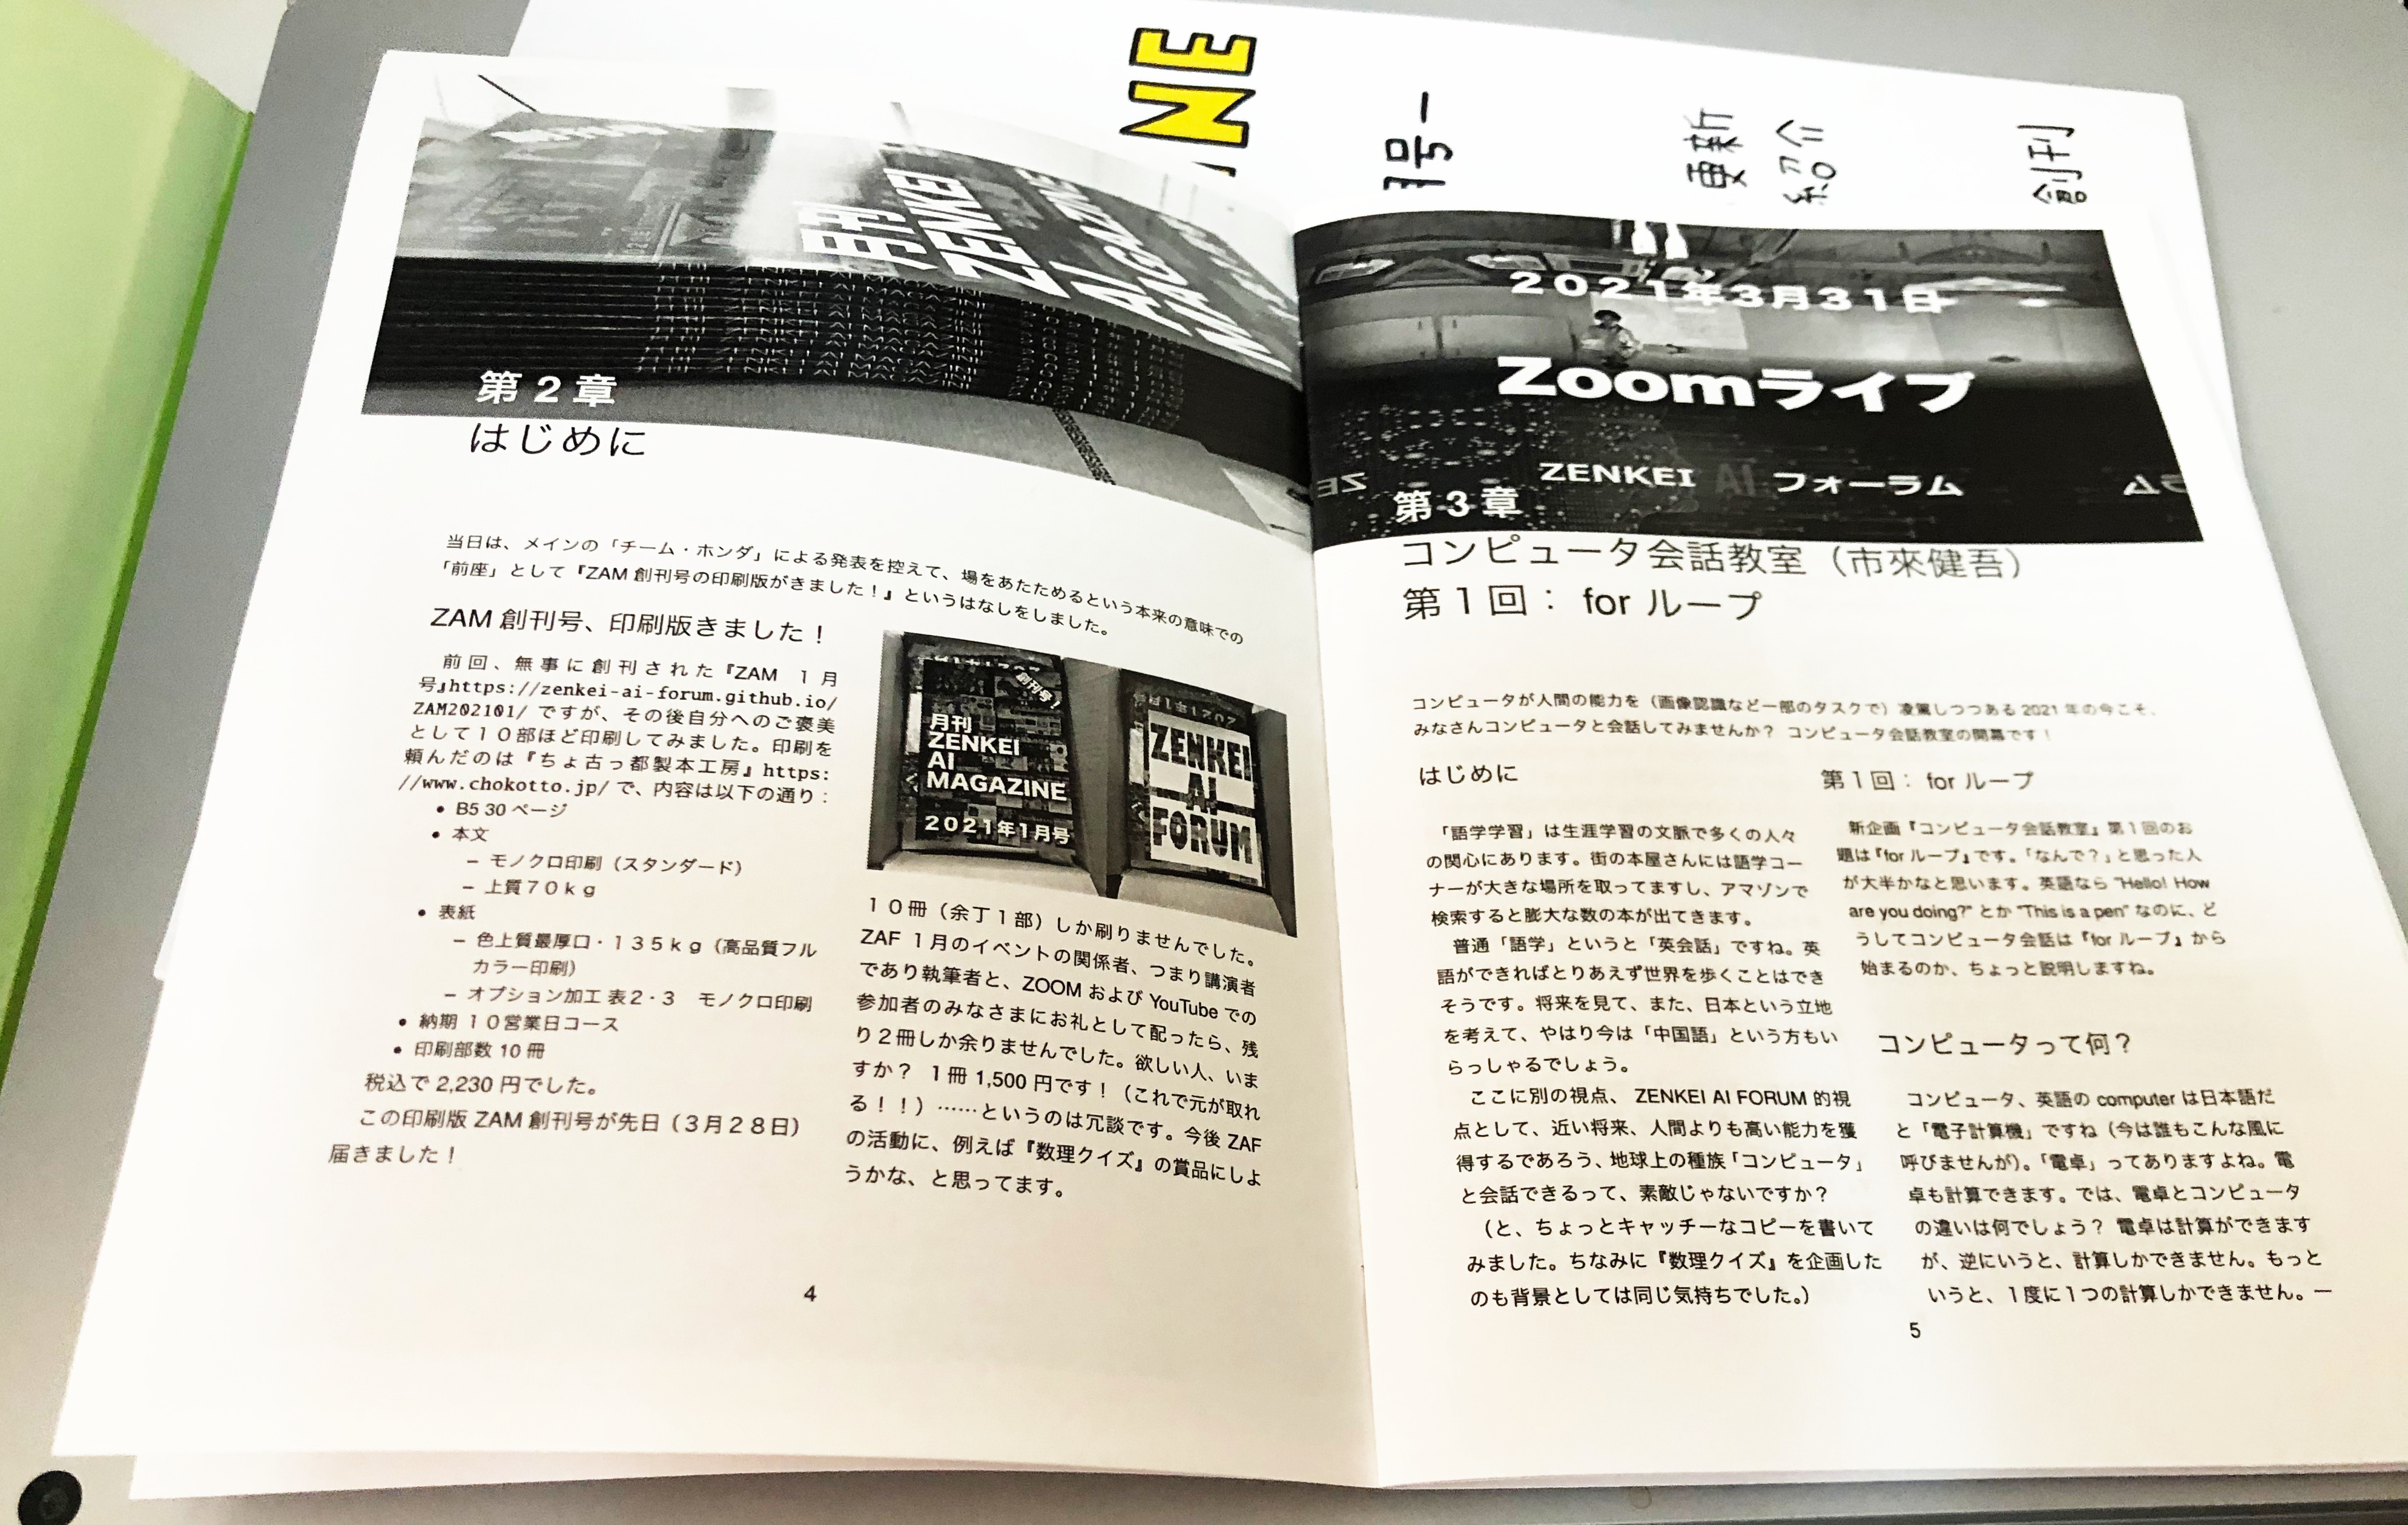 NE
号
一
更新
紹介
創刊
月刊
ZENKEI
AI
MAGAZINE
第2章
はじめに
当日は、メインの「チーム・ホンダ」による発表を控えて、場をあたためるという本来の意味での
「前座」として『ZAM 創刊号の印刷版がきました！』というはなしをしました。
ZAM 創刊号、印刷版きました！
前回、無事に創刊された『ZAM 1月
号』https://zenkei-ai-forum.github.io/
ZAM202101/ ですが、その後自分へのご褒美
として１０部ほど印刷してみました。印刷を
頼んだのは『ちょ古っ都製本工房』https:
//www.chokotto.jp/ で、内容は以下の通り：
• B5 30 ページ
• 本文
– モノクロ印刷（スタンダード）
– 上質７０ｋｇ
• 表紙
– 色上質最厚口・１３５ｋｇ（高品質フル
カラー印刷）
– オプション加工 表２・３　モノクロ印刷
• 納期 １０営業日コース
• 印刷部数 10 冊
税込で 2,230 円でした。
この印刷版 ZAM 創刊号が先日（３月２８日）
届きました！
創刊号！
月刊
ZENKEI
AI
MAGAZINE
2021年1月号
ZENKEI
AI
FORUM
１０冊（余丁１部）しか刷りませんでした。
ZAF １月のイベントの関係者、つまり講演者
であり執筆者と、ZOOM および YouTube での
参加者のみなさまにお礼として配ったら、残
り２冊しか余りませんでした。欲しい人、いま
すか？ １冊 1,500 円です！（これで元が取れ
る！！）……というのは冗談です。今後 ZAF
の活動に、例えば『数理クイズ』の賞品にしよ
うかな、と思ってます。
4
2021年3月31日
Zoomライブ
ZENKEI AI フォーラム
第3章
コンピュータ会話教室（市來健吾）
第１回： for ループ
コンピュータが人間の能力を（画像認識など一部のタスクで）凌駕しつつある 2021 年の今こそ、
みなさんコンピュータと会話してみませんか？ コンピュータ会話教室の開幕です！
はじめに
「語学学習」は生涯学習の文脈で多くの人々
の関心にあります。街の本屋さんには語学コー
ナーが大きな場所を取ってますし、アマゾンで
検索すると膨大な数の本が出てきます。
普通「語学」というと「英会話」ですね。英
語ができればとりあえず世界を歩くことはでき
そうです。将来を見て、また、日本という立地
を考えて、やはり今は「中国語」という方もい
らっしゃるでしょう。
ここに別の視点、 ZENKEI AI FORUM 的視
点として、近い将来、人間よりも高い能力を獲
得するであろう、地球上の種族「コンピュータ」
と会話できるって、素敵じゃないですか？
（と、ちょっとキャッチーなコピーを書いて
みました。ちなみに『数理クイズ』を企画した
のも背景としては同じ気持ちでした。）
第１回： for ループ
新企画『コンピュータ会話教室』第１回のお
題は『for ループ』です。「なんで？」と思った人
が大半かなと思います。英語なら "Hello! How
are you doing?" とか "This is a pen" なのに、ど
うしてコンピュータ会話は『for ループ』から
始まるのか、ちょっと説明しますね。
コンピュータって何？
コンピュータ、英語の computer は日本語だ
と「電子計算機」ですね（今は誰もこんな風に
呼びませんが）。「電卓」ってありますよね。電
卓も計算できます。では、電卓とコンピュータ
の違いは何でしょう？ 電卓は計算ができます
が、逆にいうと、計算しかできません。もっと
いうと、１度に１つの計算しかできません。一
5